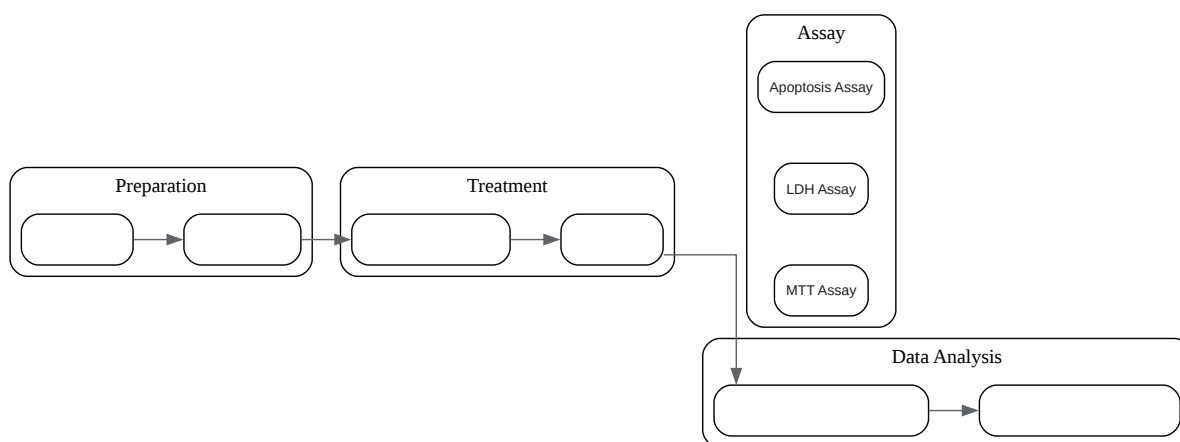 Assay
Apoptosis Assay
LDH Assay
MTT Assay
Preparation
Treatment
Data Analysis